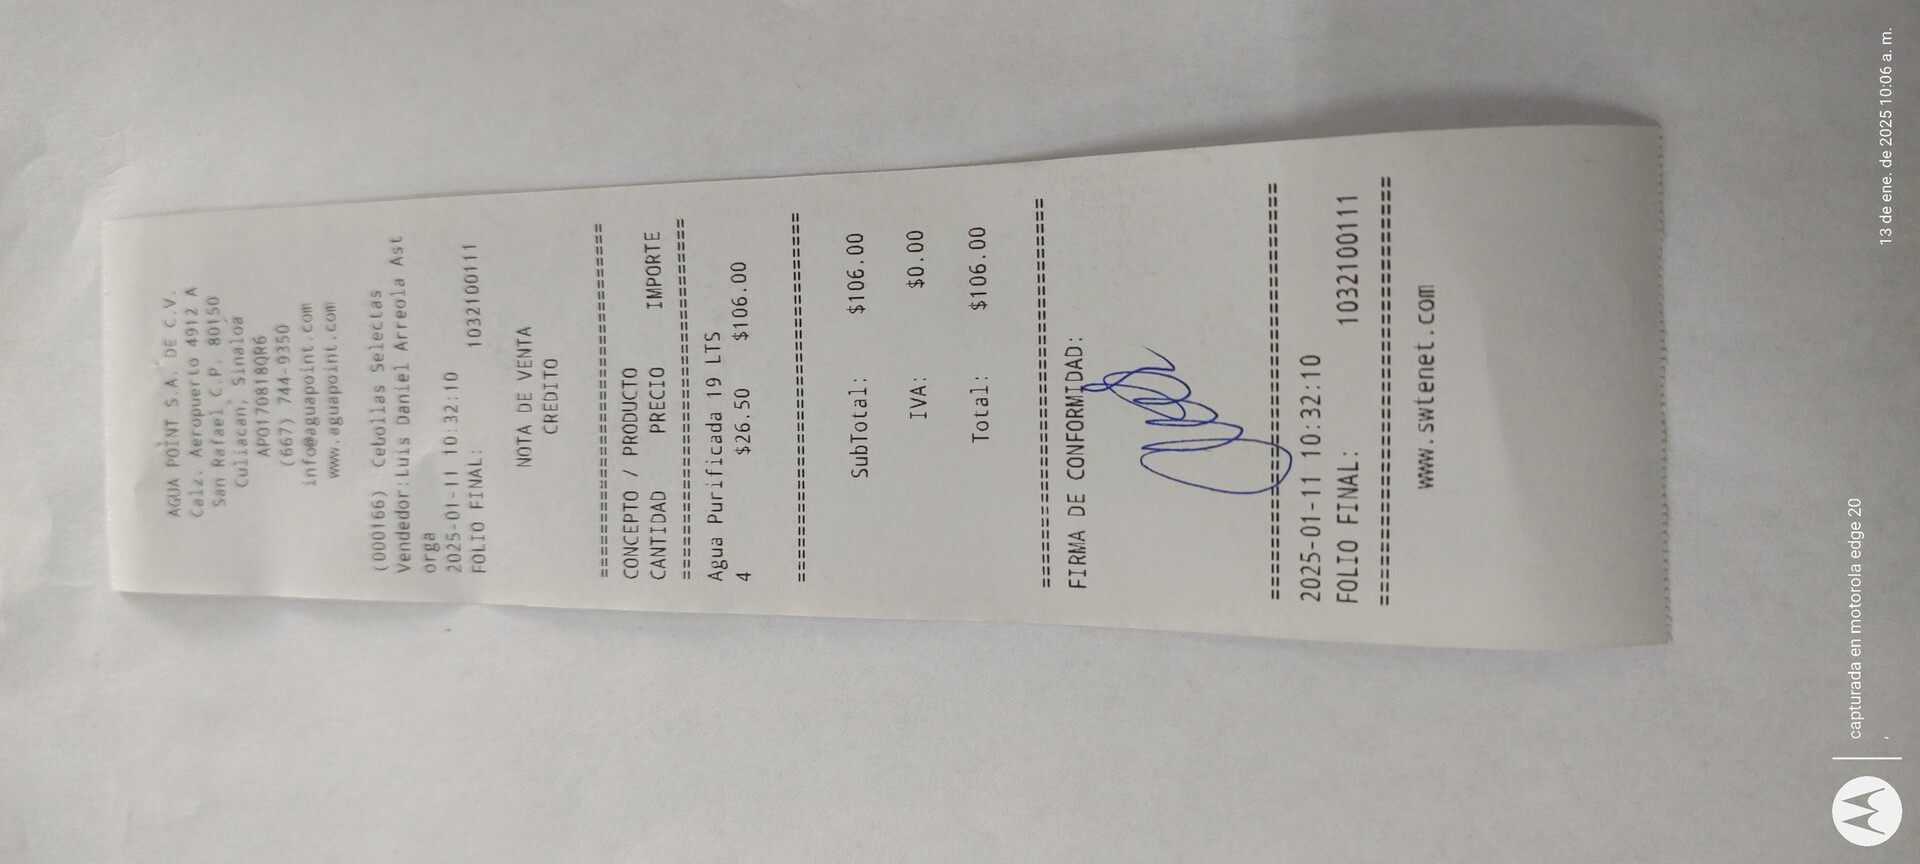 AGUA POINT S.A. DE C.V.
Calz. Aeropuerto 4912 A
San Rafael C.P. 80150
Culiacan, Sinaloa
APO170818QR6
(667) 744-9350
info@aguapoint.com
www.aguapoint.com
(000166) Cebollas Selectas
Vendedor:Luis Daniel Arreola Ast
orga
2025-01-11 10:32:10
FOLIO FINAL: 1032100111
NOTA DE VENTA
CREDITO
================================
CONCEPTO / PRODUCTO
CANTIDAD PRECIO IMPORTE
================================
Agua Purificada 19 LTS
4 $26.50 $106.00
================================
SubTotal: $106.00
IVA: $0.00
Total: $106.00
================================
FIRMA DE CONFORMIDAD:
================================
2025-01-11 10:32:10
FOLIO FINAL: 1032100111
================================
www.swtenet.com
capturada en motorola edge 20
13 de ene. de 2025 10:06 a. m.